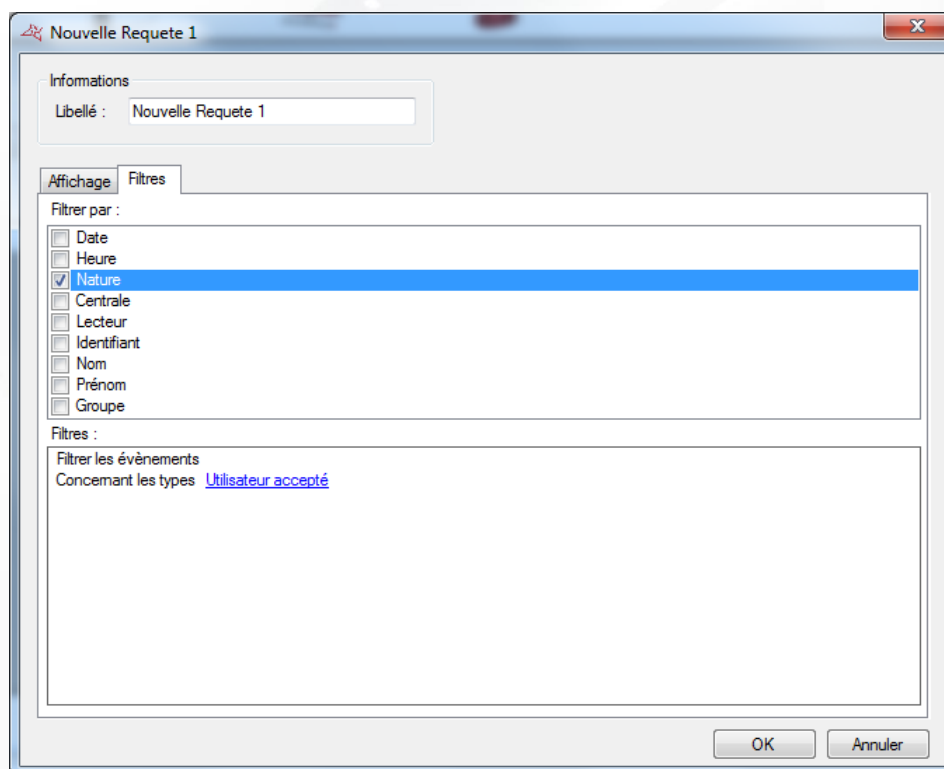 Nouvelle Requete 1
Informations
Libellé : Nouvelle Requete 1
Affichage Filtres
Filtrer par :
Date
Heure
Nature
Centrale
Lecteur
Identifiant
Nom
Prénom
Groupe
Filtres :
Filtrer les évènements
Concernant les types Utilisateur accepté
OK Annuler